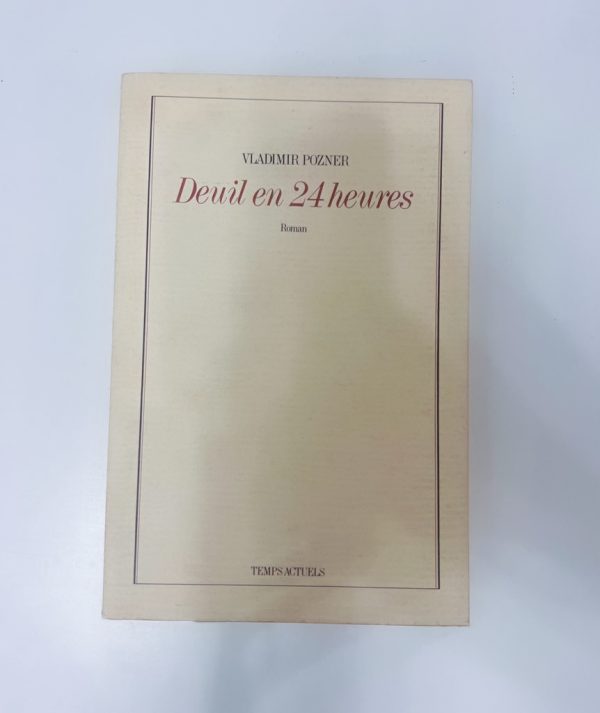 VLADIMIR POZNER
Deuil en 24 heures
Roman
TEMPS ACTUELS